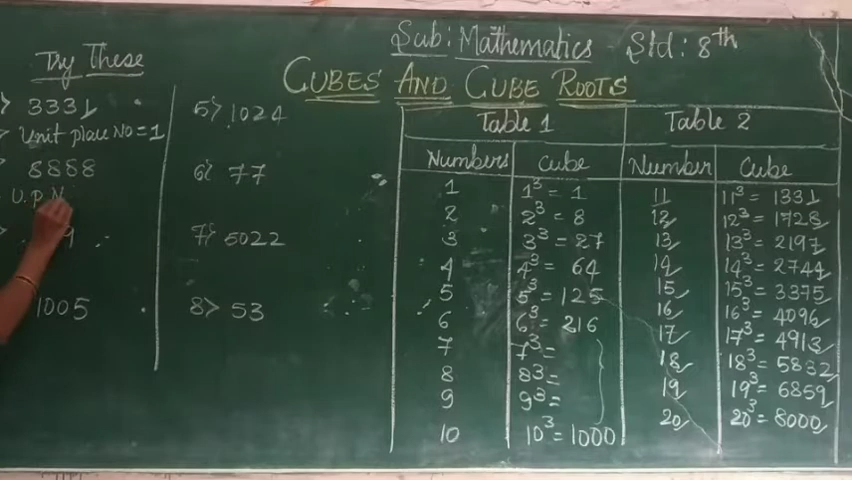 Sub: Mathematics Std: 8th
CUBES AND CUBE ROOTS
Try These
3331
Unit place No = 1
8888
U.P.N
9
1005
5> 1024
6> 77
7> 5022
8> 53
Table 1 Table 2
Numbers Cube Number Cube
1 1³ = 1 11 11³ = 1331
2 2³ = 8 12 12³ = 1728
3 3³ = 27 13 13³ = 2197
4 4³ = 64 14 14³ = 2744
5 5³ = 125 15 15³ = 3375
6 6³ = 216 16 16³ = 4096
7 7³ = 17 17³ = 4913
8 8³ = 18 18³ = 5832
9 9³ = 19 19³ = 6859
10 10³ = 1000 20 20³ = 8000